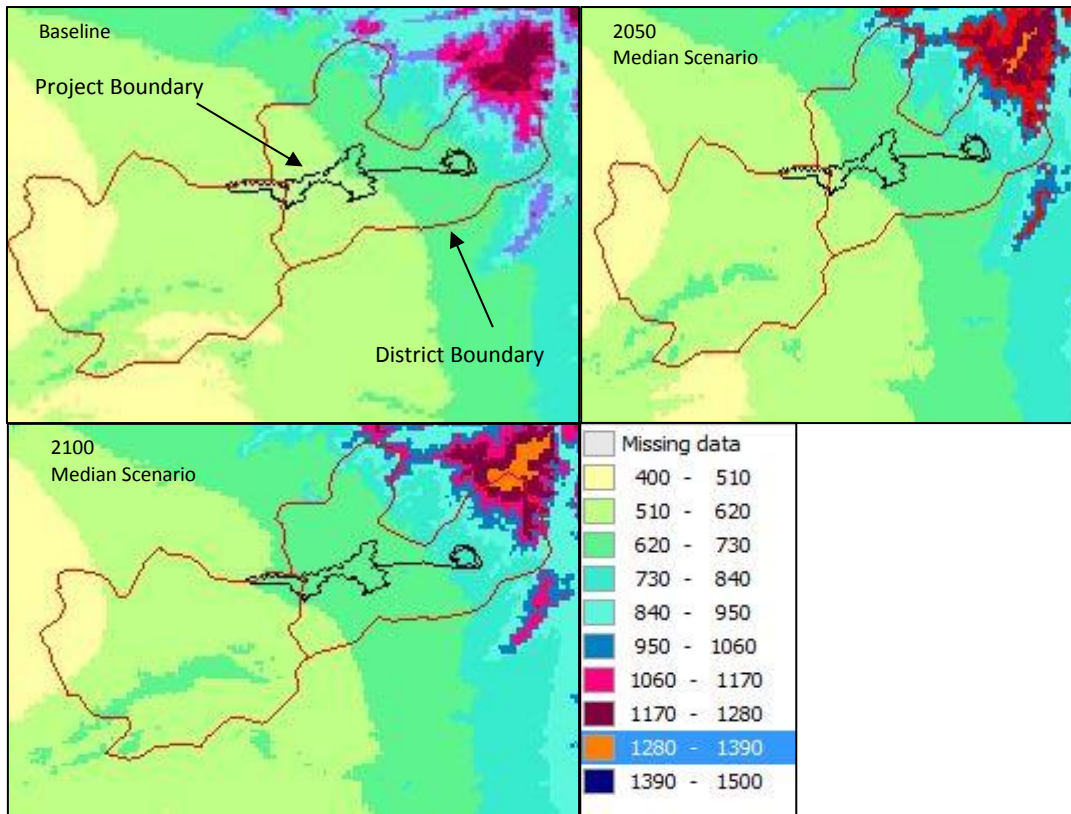 Baseline
Project Boundary
District Boundary
2050
Median Scenario
2100
Median Scenario
Missing data
400 - 510
510 - 620
620 - 730
730 - 840
840 - 950
950 - 1060
1060 - 1170
1170 - 1280
1280 - 1390
1390 - 1500